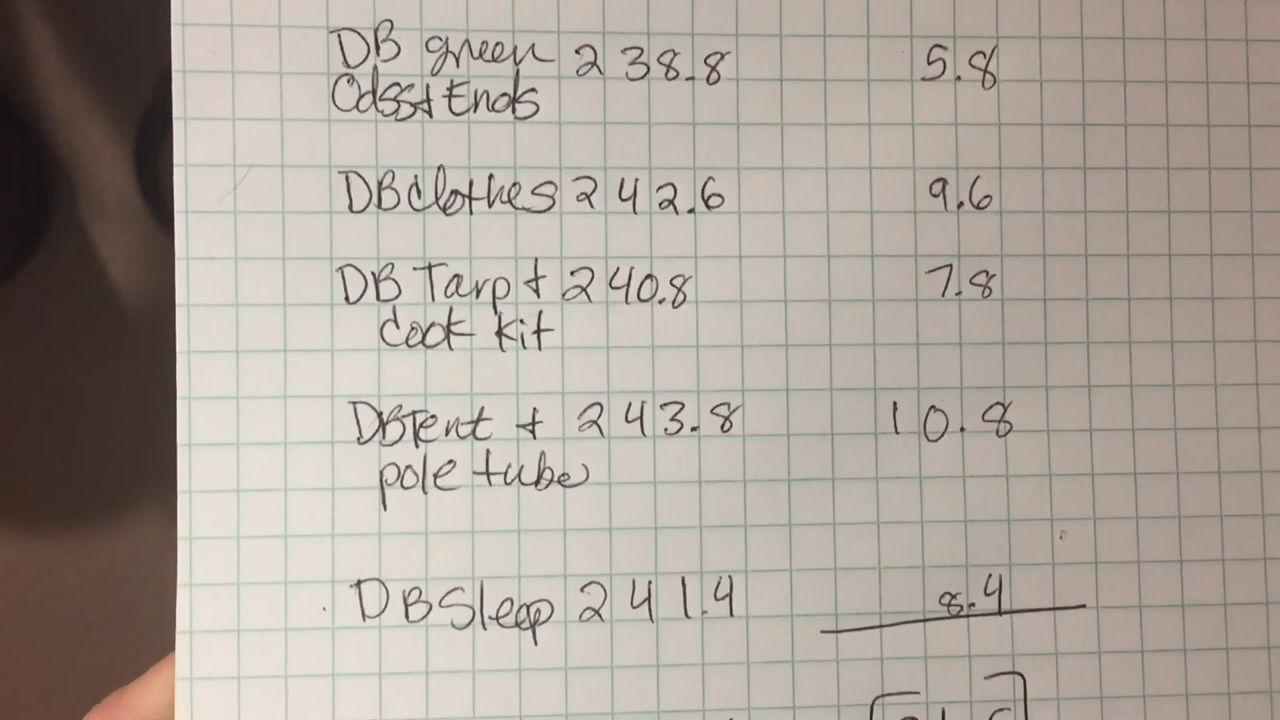 DB green 238.8 5.8
Odss+Ends
DB clothes 242.6 9.6
DB Tarp + 240.8 7.8
cook kit
DB Tent + 243.8 10.8
pole tube
DB Sleep 241.4 8.4